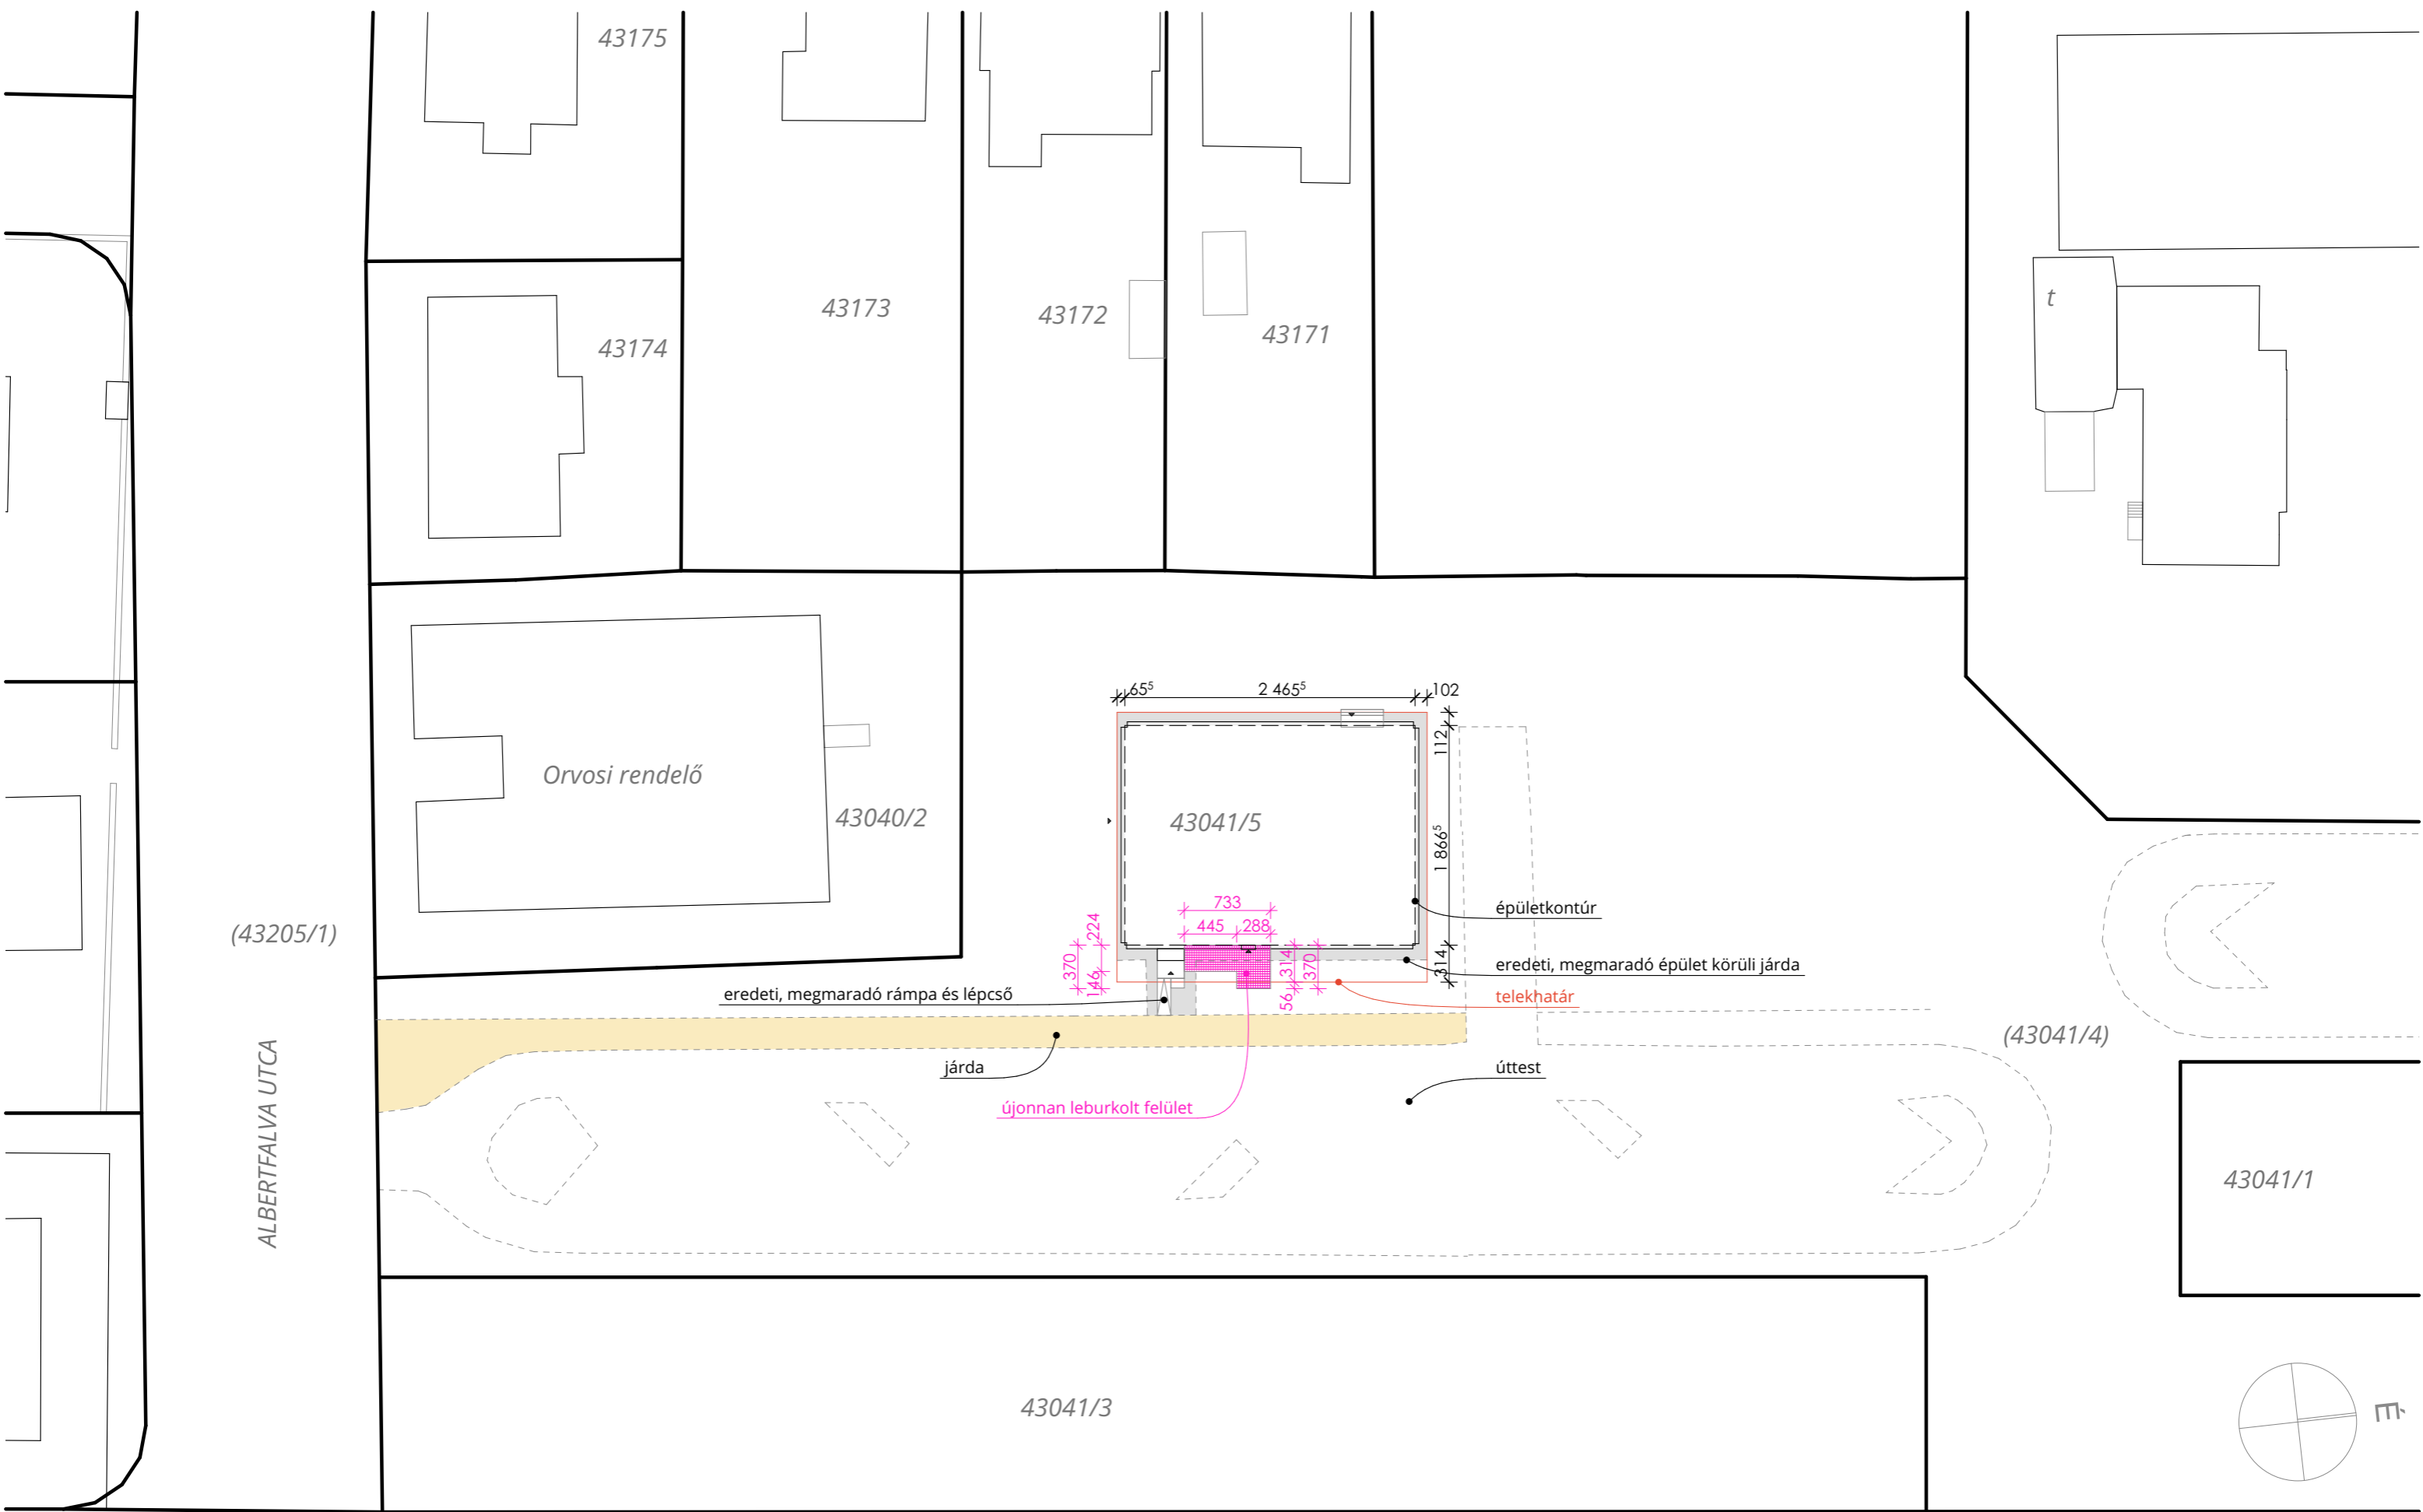 43175
43173
43172
43171
43174
t
65⁵
2 465⁵
102
112
Orvosi rendelő
43040/2
43041/5
1 866⁵
733
épületkontúr
(43205/1)
224
445
288
370
146
314
370
314
56
eredeti, megmaradó épület körüli járda
eredeti, megmaradó rámpa és lépcső
telekhatár
(43041/4)
járda
úttest
újonnan leburkolt felület
ALBERTFALVA UTCA
43041/1
43041/3
É